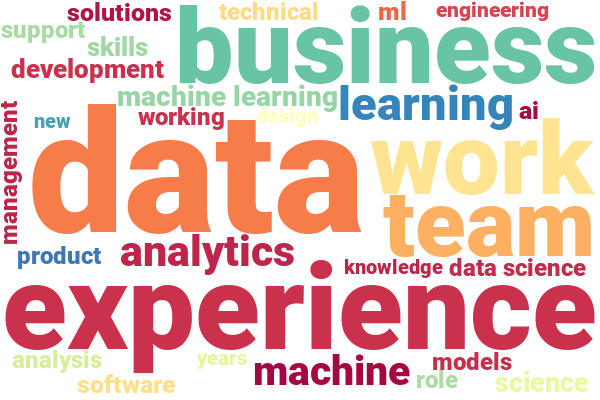 solutions
technical
ml
engineering
support
skills
business
development
machine learning
learning
ai
management
new
working
design
data
work
team
product
analytics
knowledge
data science
experience
analysis
years
machine
models
software
role
science